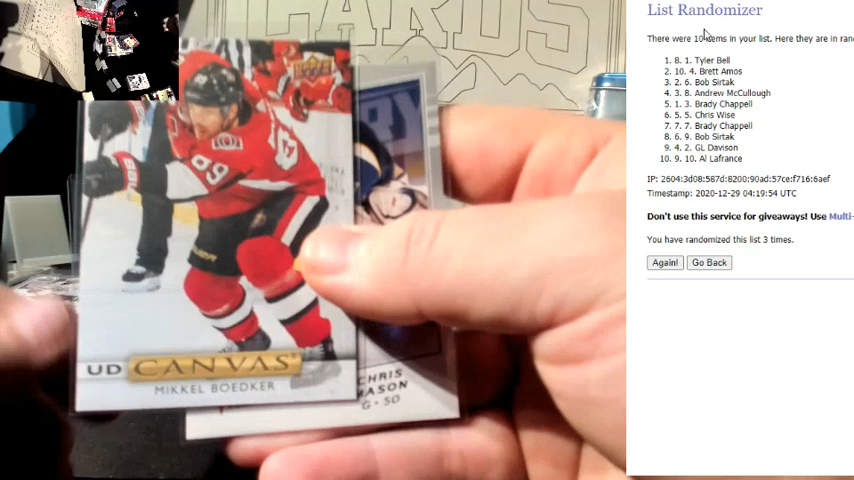 CARDS
89
UD CANVAS
MIKKEL BOEDKER
CHRIS
MASON
G - 50
List Randomizer
There were 10 items in your list. Here they are in ran
1. 8. 1. Tyler Bell
2. 10. 4. Brett Amos
3. 2. 6. Bob Sirtak
4. 3. 8. Andrew McCullough
5. 1. 3. Brady Chappell
6. 5. 5. Chris Wise
7. 7. 7. Brady Chappell
8. 6. 9. Bob Sirtak
9. 4. 2. GL Davison
10. 9. 10. Al Lafrance
IP: 2604:3d08:587d:8200:90ad:57ce:f716:6aef
Timestamp: 2020-12-29 04:19:54 UTC
Don't use this service for giveaways! Use Multi-
You have randomized this list 3 times.
Again! Go Back